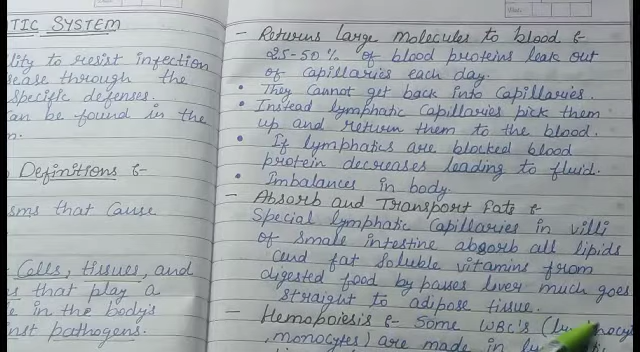 TIC SYSTEM
lity to resist infection
sease through the
specific defenses.
can be found in the
Definitions :-
sms that cause
Cells, tissues, and
s that play a
e in the body's
nst pathogens.
- Returns large molecules to blood :-
25-50% of blood proteins leak out
of capillaries each day.
• They cannot get back into capillaries.
• Instead lymphatic capillaries pick them
up and return them to the blood.
• If lymphatics are blocked blood
protein decreases leading to fluid.
• Imbalances in body.
- Absorb and Transport fats :-
Special lymphatic capillaries in villi
of small intestine absorb all lipids
and fat soluble vitamins from
digested food bypasses liver much goes
straight to adipose tissue.
- Hemopoiesis :- Some WBC's
monocytes) are made in